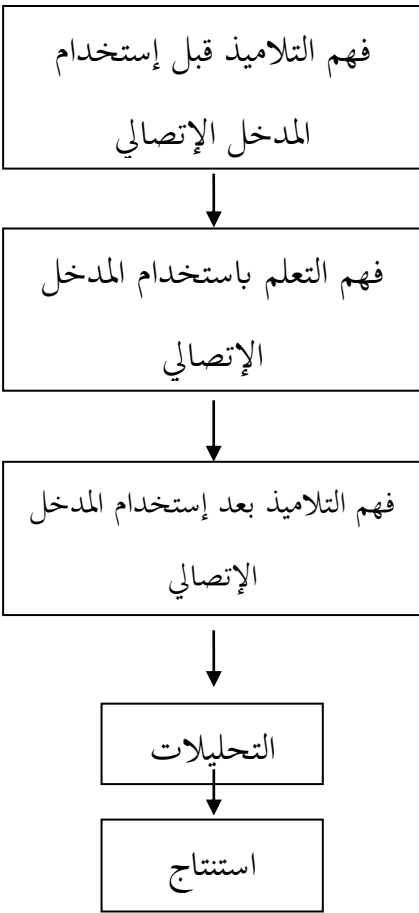 فهم التلاميذ قبل إستخدام
المدخل الإتصالي
فهم التعلم باستخدام المدخل
الإتصالي
فهم التلاميذ بعد إستخدام المدخل
الإتصالي
التحليلات
استنتاج